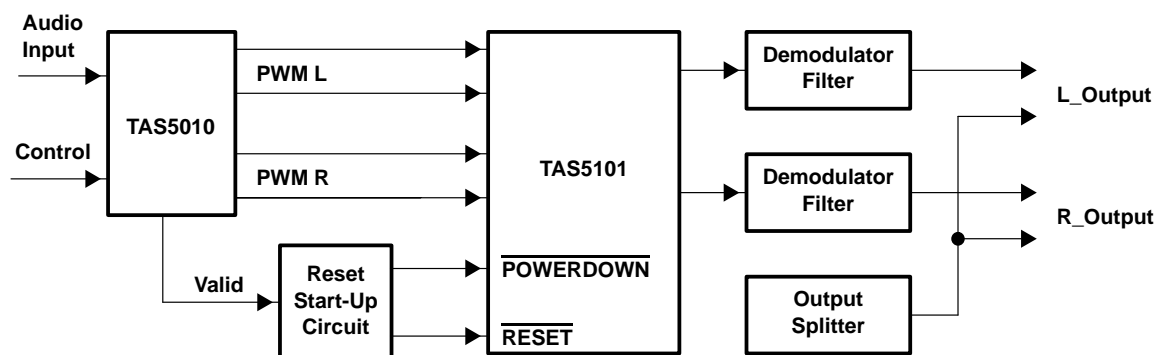 Audio
Input
PWM L
TAS5010
Control
PWM R
Valid
Reset
Start-Up
Circuit
TAS5101
POWERDOWN
RESET
Demodulator
Filter
L_Output
Demodulator
Filter
R_Output
Output
Splitter